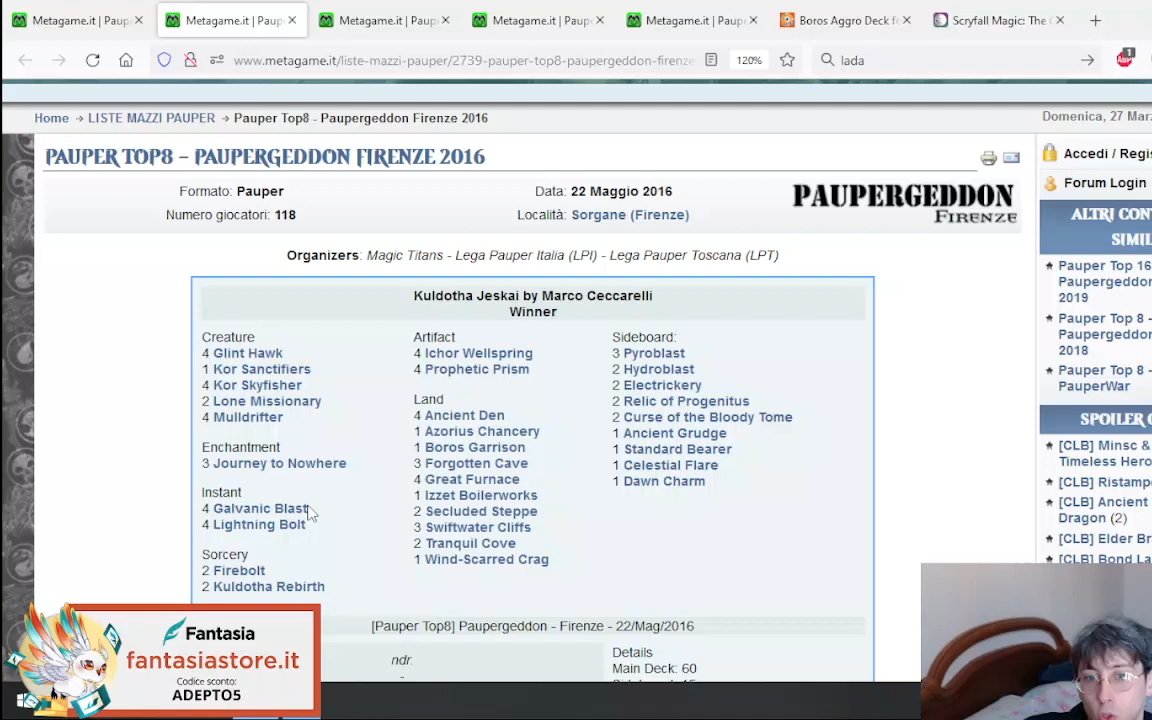 Metagame.it | Paup
Metagame.it | Paup
Metagame.it | Paup
Metagame.it | Paup
Metagame.it | Paup
Boros Aggro Deck f
Scryfall Magic: The
www.metagame.it/liste-mazzi-pauper/2739-pauper-top8-paupergeddon-firenze
120%
lada
1
Home → LISTE MAZZI PAUPER → Pauper Top8 - Paupergeddon Firenze 2016
Domenica, 27 Mar
PAUPER TOP8 – PAUPERGEDDON FIRENZE 2016
Accedi / Regi
Forum Login
Formato: Pauper
Data: 22 Maggio 2016
Numero giocatori: 118
Località: Sorgane (Firenze)
PAUPERGEDDON
FIRENZE
Organizers: Magic Titans - Lega Pauper Italia (LPI) - Lega Pauper Toscana (LPT)
Kuldotha Jeskai by Marco Ceccarelli
Winner
Creature
4 Glint Hawk
1 Kor Sanctifiers
4 Kor Skyfisher
2 Lone Missionary
4 Mulldrifter
Enchantment
3 Journey to Nowhere
Instant
4 Galvanic Blast
4 Lightning Bolt
Sorcery
2 Firebolt
2 Kuldotha Rebirth
Artifact
4 Ichor Wellspring
4 Prophetic Prism
Land
4 Ancient Den
1 Azorius Chancery
1 Boros Garrison
3 Forgotten Cave
4 Great Furnace
1 Izzet Boilerworks
2 Secluded Steppe
3 Swiftwater Cliffs
2 Tranquil Cove
1 Wind-Scarred Crag
Sideboard:
3 Pyroblast
2 Hydroblast
2 Electrickery
2 Relic of Progenitus
2 Curse of the Bloody Tome
1 Ancient Grudge
1 Standard Bearer
1 Celestial Flare
1 Dawn Charm
[Pauper Top8] Paupergeddon - Firenze - 22/Mag/2016
ndr.
-
Details
Main Deck: 60
ALTRI CON
SIMIL
Pauper Top 16
Paupergeddon
2019
Pauper Top 8 -
Paupergeddon
2018
Pauper Top 8 -
PauperWar
SPOILER
[CLB] Minsc &
Timeless Hero
[CLB] Ristamp
[CLB] Ancient
Dragon (2)
[CLB] Elder Br
[CLB] Bond La
Fantasia
fantasiastore.it
Codice sconto:
ADEPTO5